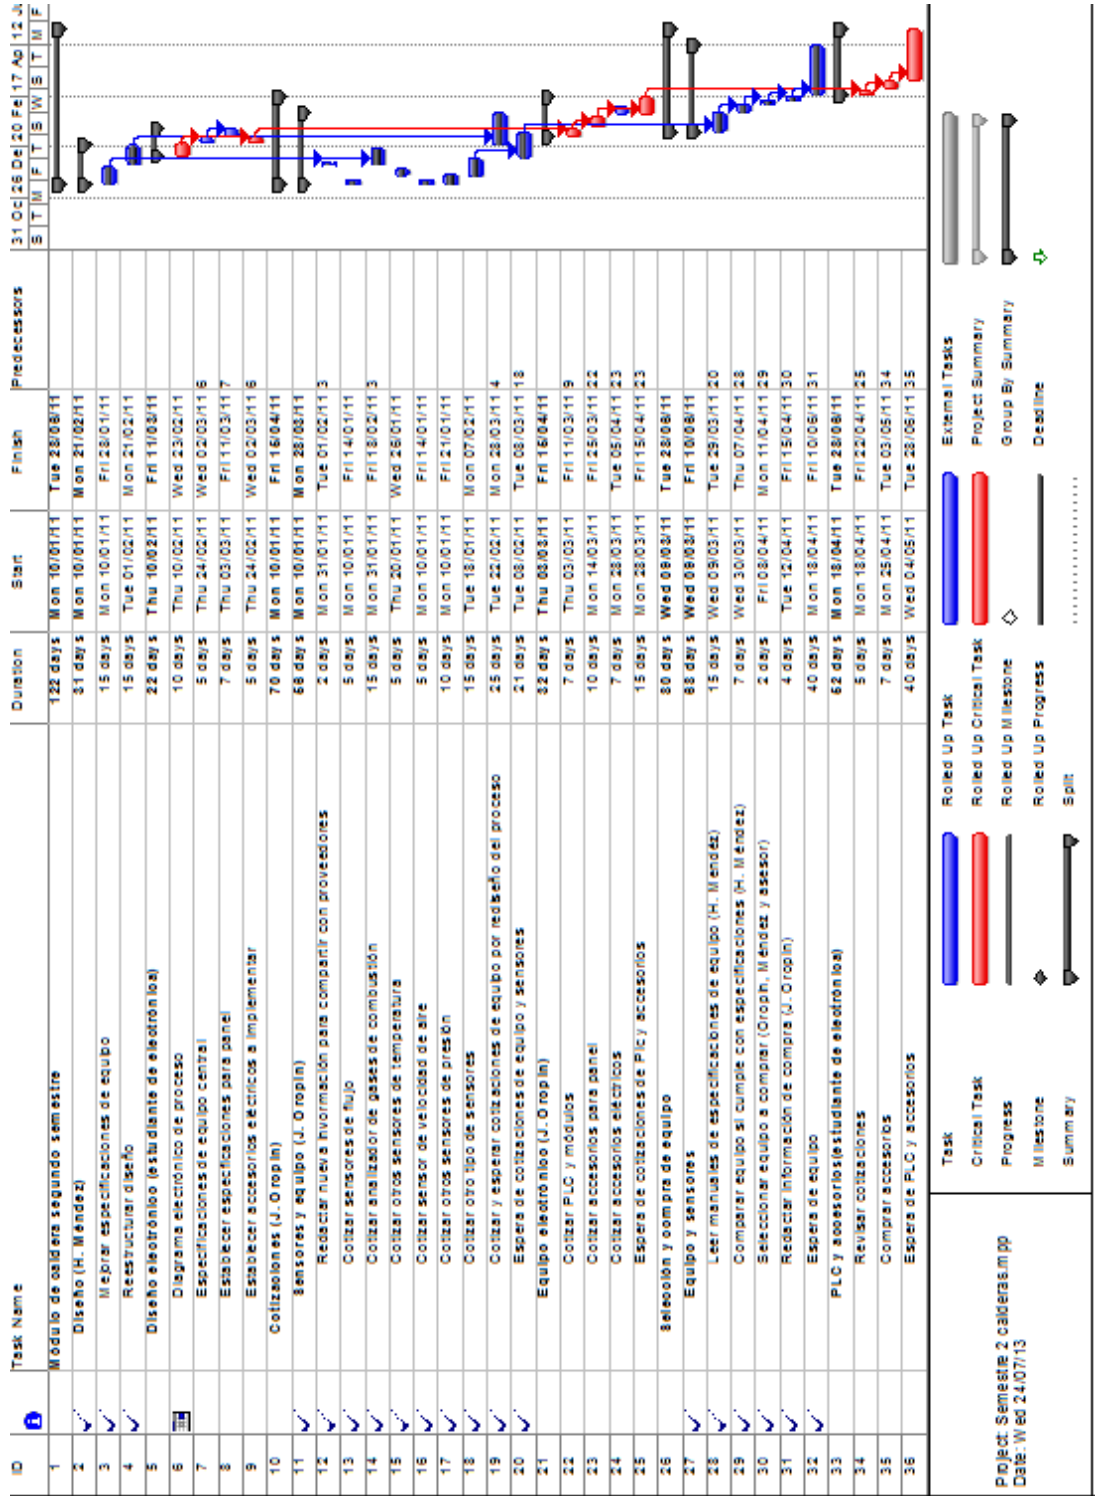 ID Task Name Duration Start Finish Predecessors 31 Oc 26 De 20 Fe 17 Ap 12 Ju
S T M F T S W S T M F
1 Modulo de caldera segundo semestre 122 days Mon 10/01/11 Tue 28/06/11
2 Diseño (H. Méndez) 31 days Mon 10/01/11 Mon 21/02/11
3 Mejorar especificaciones de equipo 15 days Mon 10/01/11 Fri 28/01/11
4 Reestructurar diseño 15 days Tue 01/02/11 Mon 21/02/11
5 Diseño electrónico (estudiante de electrónica) 22 days Thu 10/02/11 Fri 11/03/11
6 Diagrama electrónico de proceso 10 days Thu 10/02/11 Wed 23/02/11
7 Especificaciones de equipo central 5 days Thu 24/02/11 Wed 02/03/11 6
8 Establecer especificaciones para panel 7 days Thu 03/03/11 Fri 11/03/11 7
9 Establecer accesorios eléctricos a implementar 5 days Thu 24/02/11 Wed 02/03/11 6
10 Cotizaciones (J. Oropín) 70 days Mon 10/01/11 Fri 15/04/11
11 Sensores y equipo (J. Oropín) 56 days Mon 10/01/11 Mon 28/03/11
12 Redactar nueva invormación para compartir con proveedores 2 days Mon 31/01/11 Tue 01/02/11 3
13 Cotizar sensores de flujo 5 days Mon 10/01/11 Fri 14/01/11
14 Cotizar analizador de gases de combustión 15 days Mon 31/01/11 Fri 18/02/11 3
15 Cotizar otros sensores de temperatura 5 days Thu 20/01/11 Wed 26/01/11
16 Cotizar sensor de velocidad de aire 5 days Mon 10/01/11 Fri 14/01/11
17 Cotizar otros sensores de presión 10 days Mon 10/01/11 Fri 21/01/11
18 Cotizar otro tipo de sensores 15 days Tue 18/01/11 Mon 07/02/11
19 Cotizar y esperar cotizaciones de equipo por rediseño del proceso 25 days Tue 22/02/11 Mon 28/03/11 4
20 Espera de cotizaciones de equipo y sensores 21 days Tue 08/02/11 Tue 08/03/11 18
21 Equipo electrónico (J. Oropín) 32 days Thu 03/03/11 Fri 15/04/11
22 Cotizar PLC y módulos 7 days Thu 03/03/11 Fri 11/03/11 9
23 Cotizar accesorios para panel 10 days Mon 14/03/11 Fri 25/03/11 22
24 Cotizar accesorios eléctricos 7 days Mon 28/03/11 Tue 05/04/11 23
25 Espera de cotizaciones de Plc y accesorios 15 days Mon 28/03/11 Fri 15/04/11 23
26 Selección y compra de equipo 80 days Wed 09/03/11 Tue 28/06/11
27 Equipo y sensores 68 days Wed 09/03/11 Fri 10/06/11
28 Leer manuales de especificaciones de equipo (H. Mendéz) 15 days Wed 09/03/11 Tue 29/03/11 20
29 Comparar equipo si cumple con especificaciones (H. Méndez) 7 days Wed 30/03/11 Thu 07/04/11 28
30 Seleccionar equipo a comprar (Oropín, Méndez y asesor) 2 days Fri 08/04/11 Mon 11/04/11 29
31 Redactar información de compra (J. Oropín) 4 days Tue 12/04/11 Fri 15/04/11 30
32 Espera de equipo 40 days Mon 18/04/11 Fri 10/06/11 31
33 PLC y accesorios(estudiante de electrónica) 52 days Mon 18/04/11 Tue 28/06/11
34 Revisar cotizaciones 5 days Mon 18/04/11 Fri 22/04/11 25
35 Comprar accesorios 7 days Mon 25/04/11 Tue 03/05/11 34
36 Espera de PLC y accesorios 40 days Wed 04/05/11 Tue 28/06/11 35
Project: Semestre 2 calderas.mpp
Date: Wed 24/07/13
Task
Critical Task
Progress
Milestone
Summary
Rolled Up Task
Rolled Up Critical Task
Rolled Up Milestone
Rolled Up Progress
Split
External Tasks
Project Summary
Group By Summary
Deadline